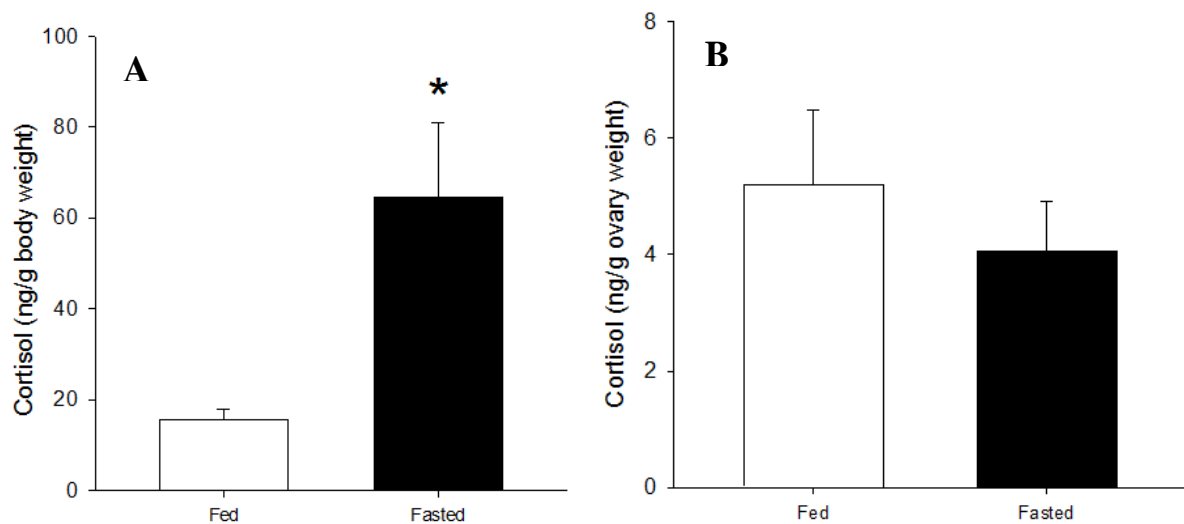 A
*
Cortisol (ng/g body weight)
100
80
60
40
20
0
Fed
Fasted
B
Cortisol (ng/g ovary weight)
8
6
4
2
0
Fed
Fasted